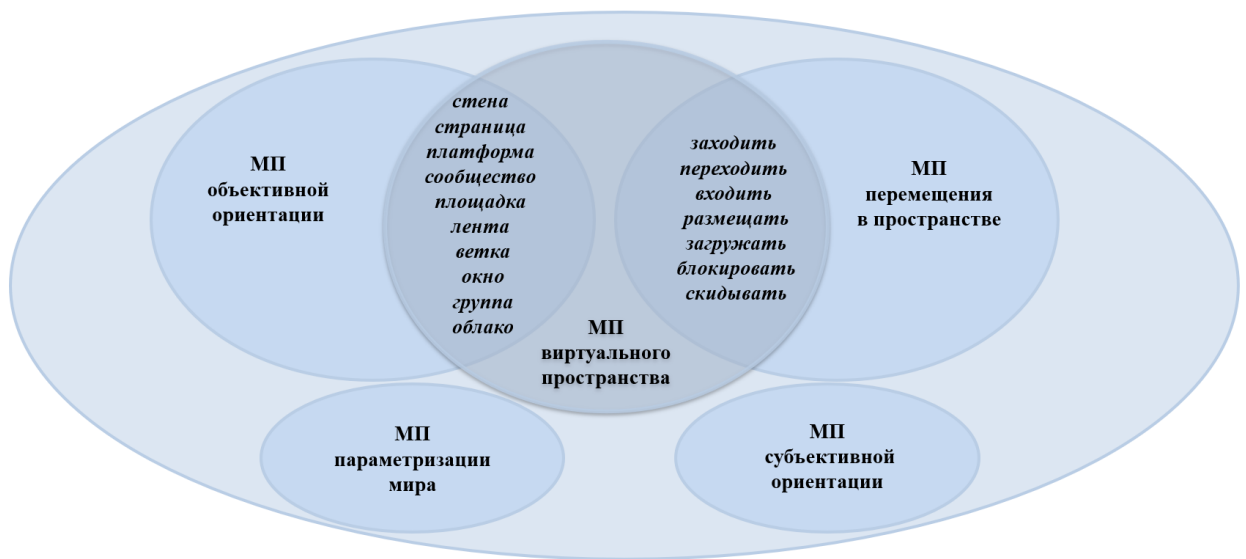 МП
объективной
ориентации
стена
страница
платформа
сообщество
площадка
лента
ветка
окно
группа
облако
заходить
переходить
входить
размещать
загружать
блокировать
скидывать
МП
перемещения
в пространстве
МП
виртуального
пространства
МП
параметризации
мира
МП
субъективной
ориентации